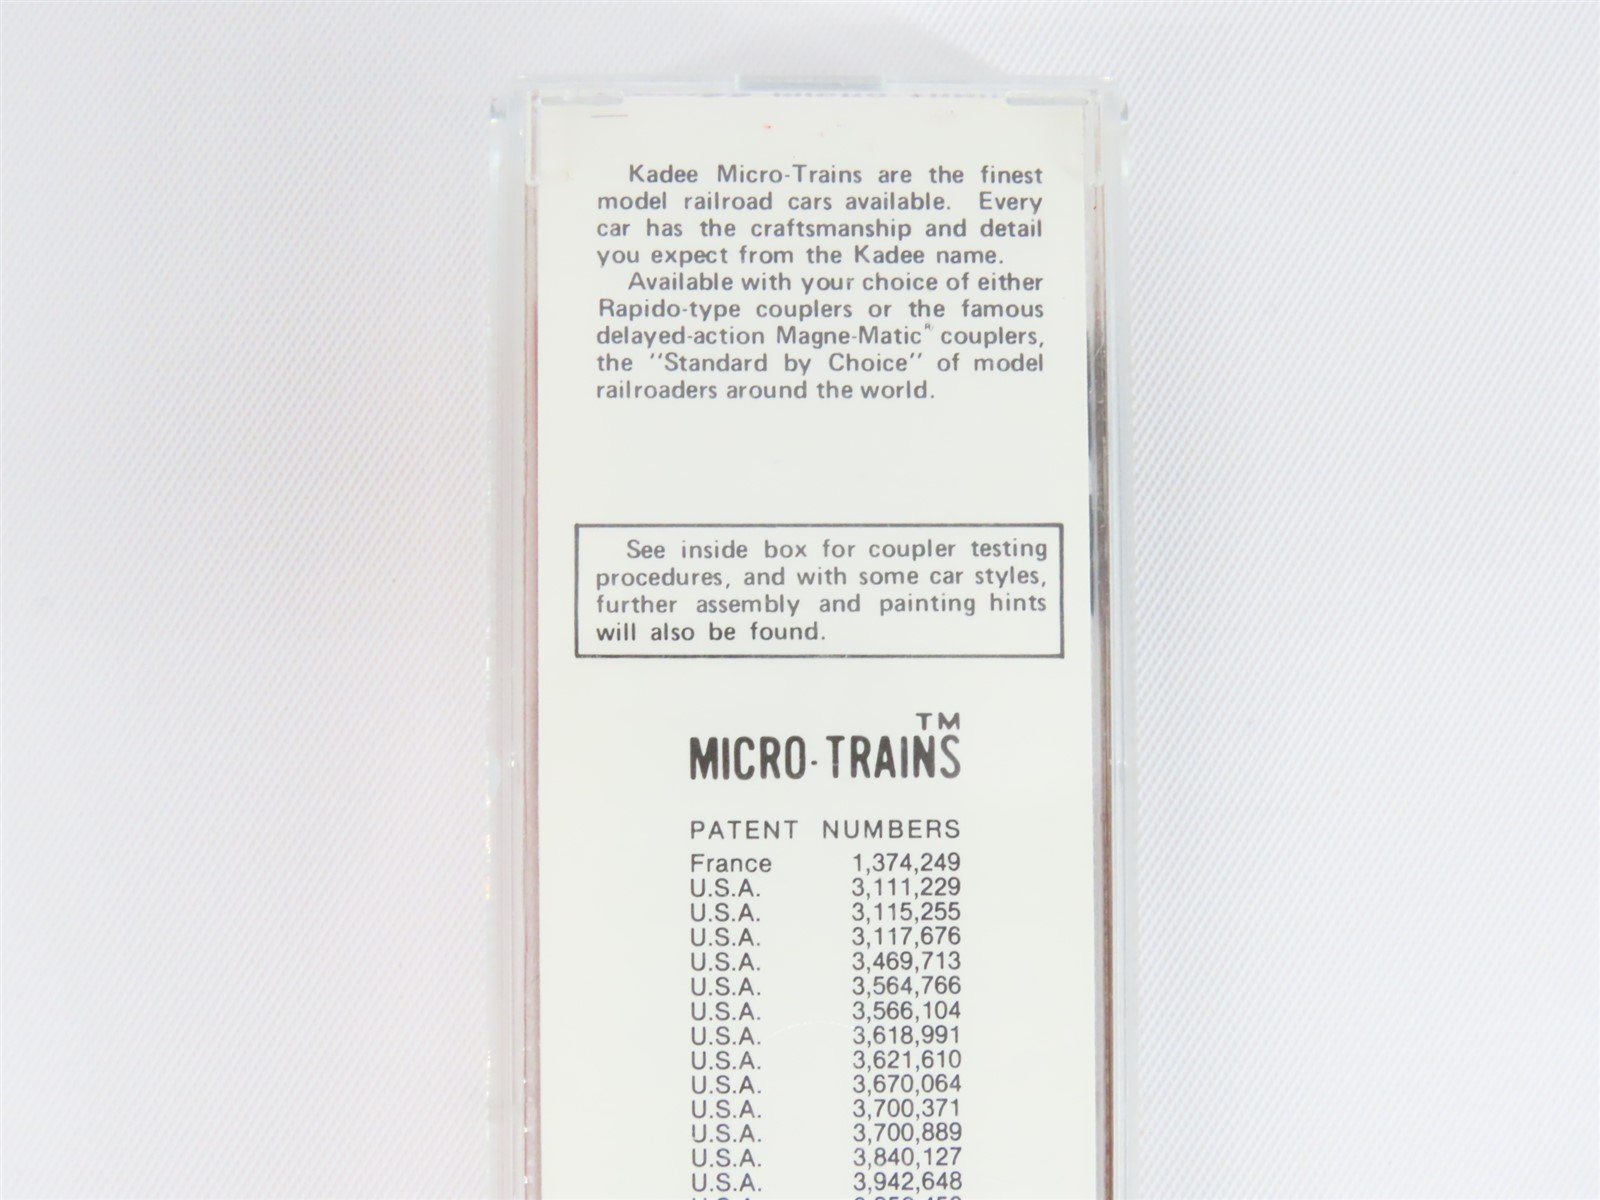 Kadee Micro-Trains are the finest
model railroad cars available. Every
car has the craftsmanship and detail
you expect from the Kadee name.
Available with your choice of either
Rapido-type couplers or the famous
delayed-action Magne-Matic® couplers,
the "Standard by Choice" of model
railroaders around the world.
See inside box for coupler testing
procedures, and with some car styles,
further assembly and painting hints
will also be found.
MICRO-TRAINS™
PATENT NUMBERS
France 1,374,249
U.S.A. 3,111,229
U.S.A. 3,115,255
U.S.A. 3,117,676
U.S.A. 3,469,713
U.S.A. 3,564,766
U.S.A. 3,566,104
U.S.A. 3,618,991
U.S.A. 3,621,610
U.S.A. 3,670,064
U.S.A. 3,700,371
U.S.A. 3,700,889
U.S.A. 3,840,127
U.S.A. 3,942,648